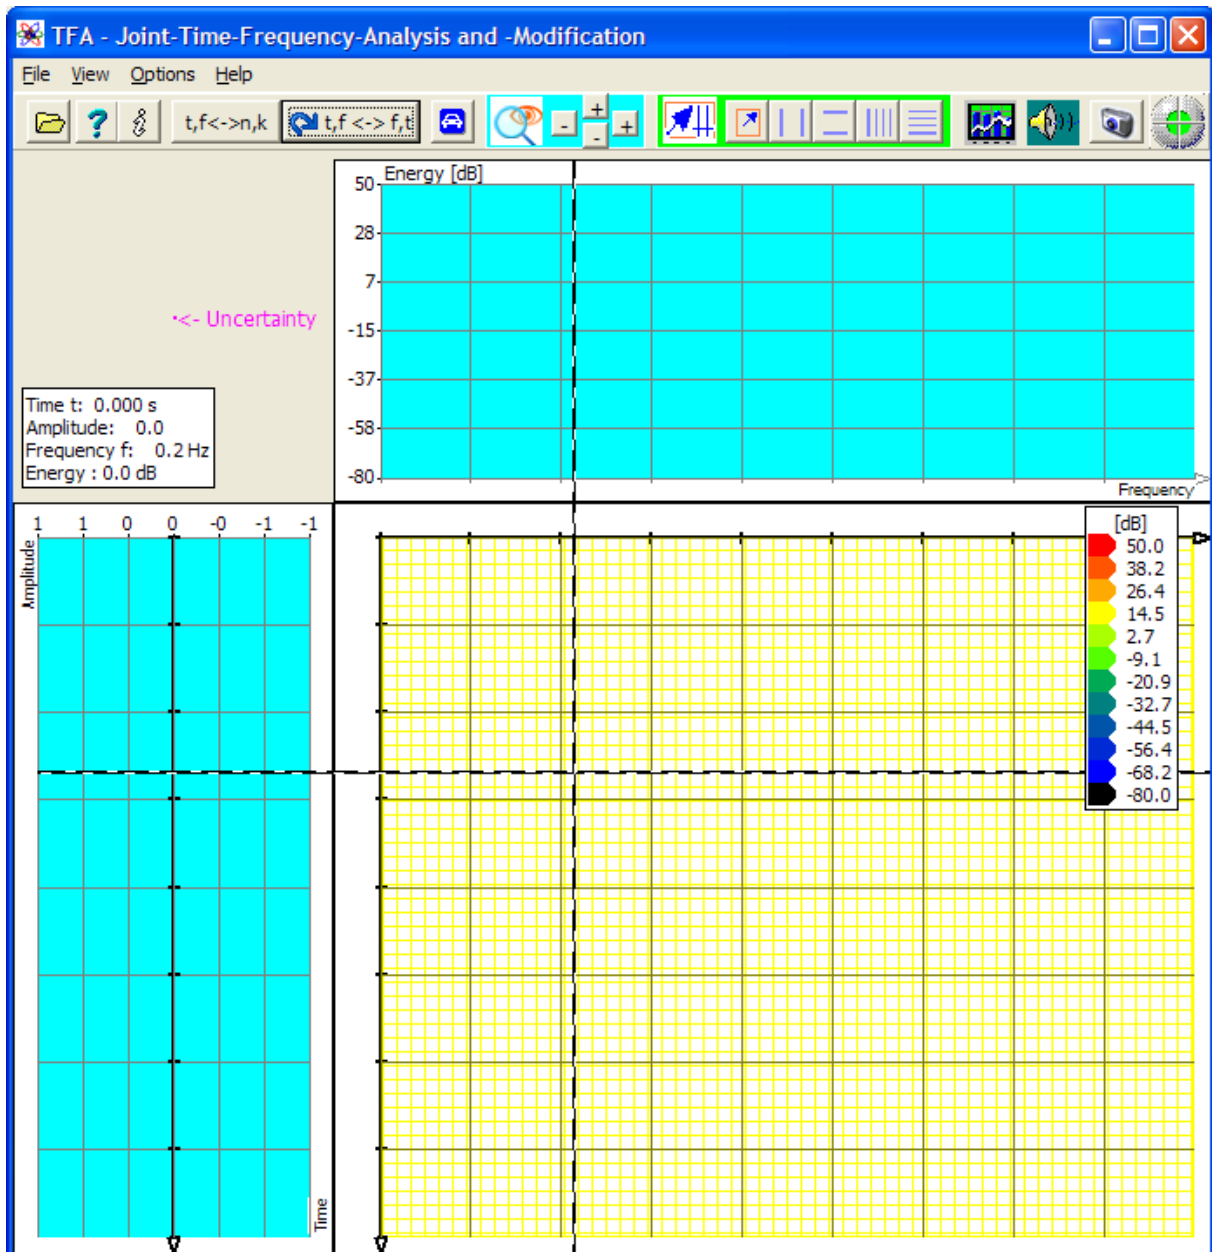 TFA - Joint-Time-Frequency-Analysis and -Modification
File View Options Help
t,f<->n,k
t,f <-> f,t
- + - +
Energy [dB]
50
28
7
-15
-37
-58
-80
Frequency
<- Uncertainty
Time t: 0.000 s
Amplitude: 0.0
Frequency f: 0.2 Hz
Energy : 0.0 dB
1 1 0 0 -0 -1 -1
Amplitude
Time
[dB]
50.0
38.2
26.4
14.5
2.7
-9.1
-20.9
-32.7
-44.5
-56.4
-68.2
-80.0